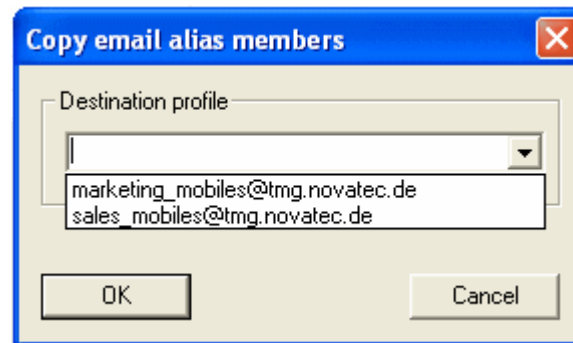 Copy email alias members
Destination profile
marketing_mobiles@tmg.novatec.de
sales_mobiles@tmg.novatec.de
OK Cancel